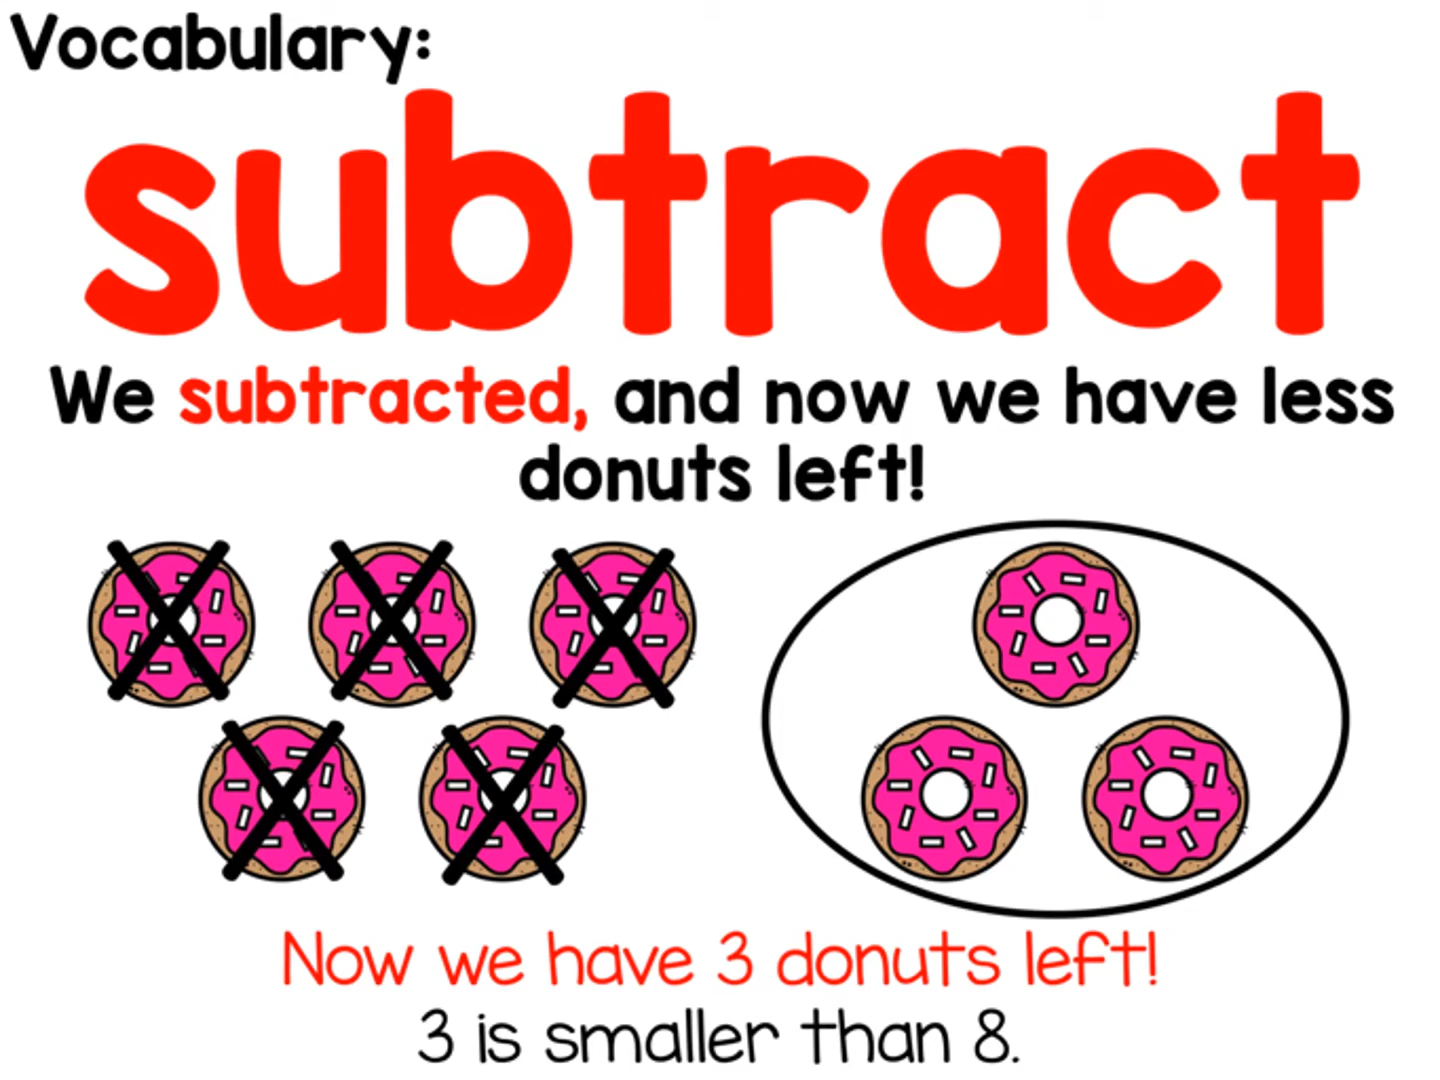 Vocabulary:
subtract
We subtracted, and now we have less
donuts left!
Now we have 3 donuts left!
3 is smaller than 8.